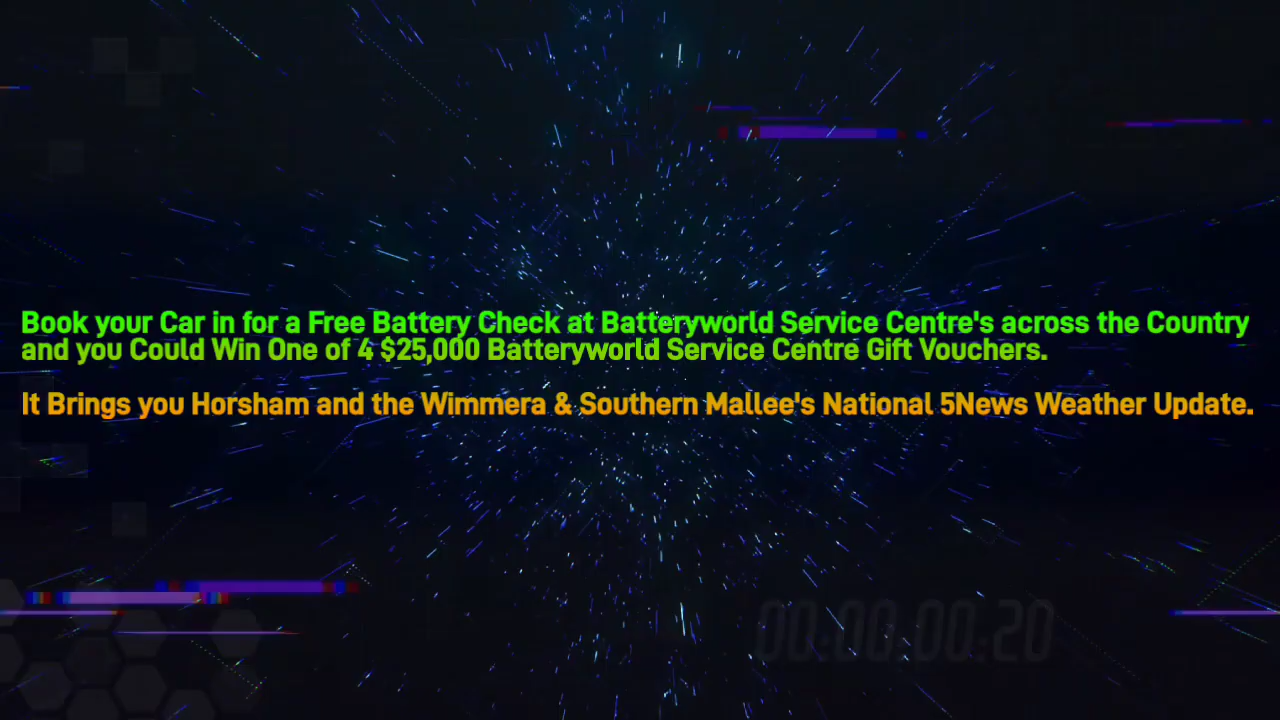 Book your Car in for a Free Battery Check at Batteryworld Service Centre's across the Country
and you Could Win One of 4 $25,000 Batteryworld Service Centre Gift Vouchers.
It Brings you Horsham and the Wimmera & Southern Mallee's National 5News Weather Update.
00:00:00:20